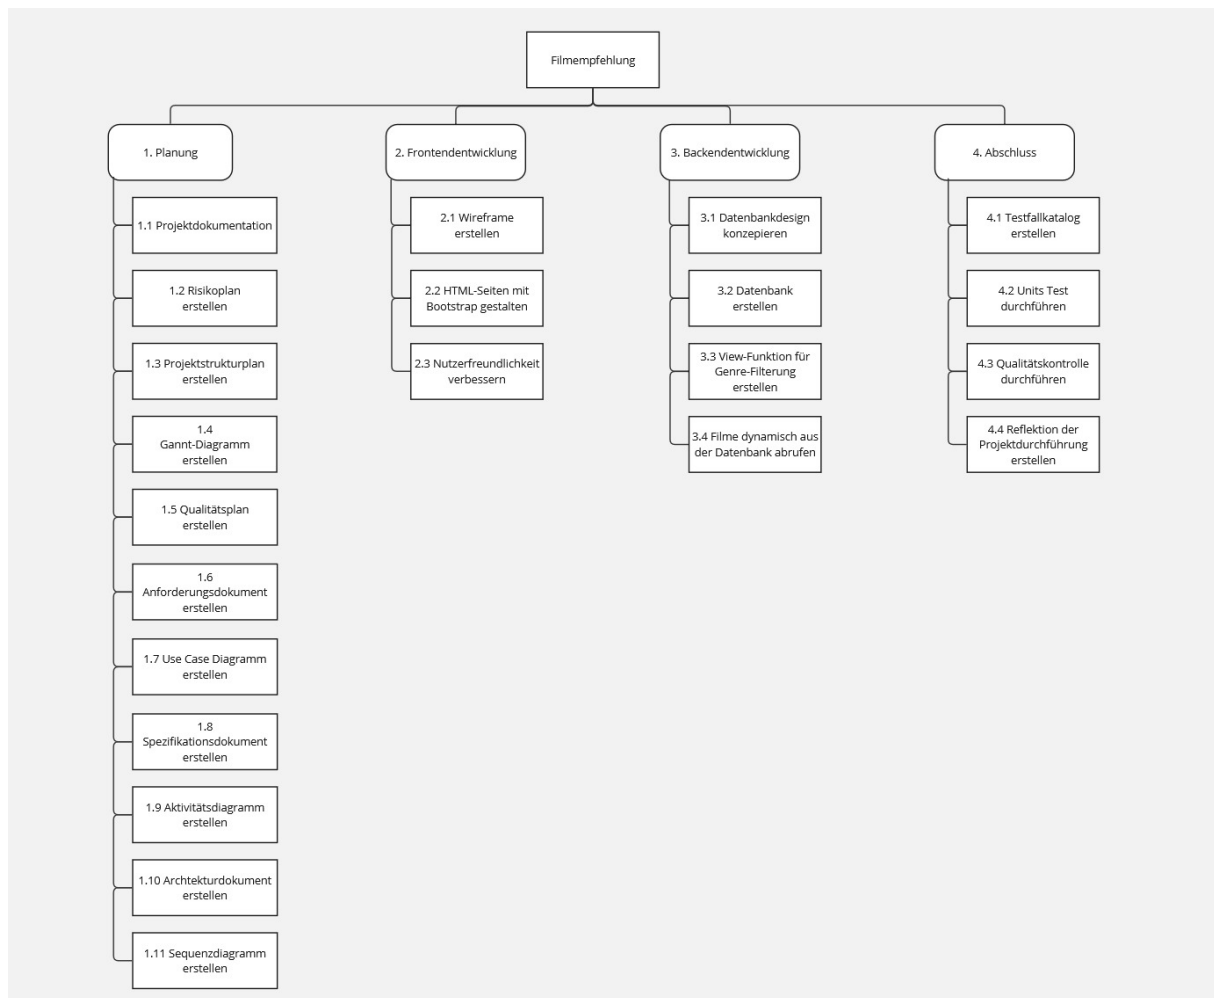 Filmempfehlung
1. Planung
1.1 Projektdokumentation
1.2 Risikoplan
erstellen
1.3 Projektstrukturplan
erstellen
1.4
Gannt-Diagramm
erstellen
1.5 Qualitätsplan
erstellen
1.6
Anforderungsdokument
erstellen
1.7 Use Case Diagramm
erstellen
1.8
Spezifikationsdokument
erstellen
1.9 Aktivitätsdiagramm
erstellen
1.10 Archtekturdokument
erstellen
1.11 Sequenzdiagramm
erstellen
2. Frontendentwicklung
2.1 Wireframe
erstellen
2.2 HTML-Seiten mit
Bootstrap gestalten
2.3 Nutzerfreundlichkeit
verbessern
3. Backendentwicklung
3.1 Datenbankdesign
konzepieren
3.2 Datenbank
erstellen
3.3 View-Funktion für
Genre-Filterung
erstellen
3.4 Filme dynamisch aus
der Datenbank abrufen
4. Abschluss
4.1 Testfallkatalog
erstellen
4.2 Units Test
durchführen
4.3 Qualitätskontrolle
durchführen
4.4 Reflektion der
Projektdurchführung
erstellen